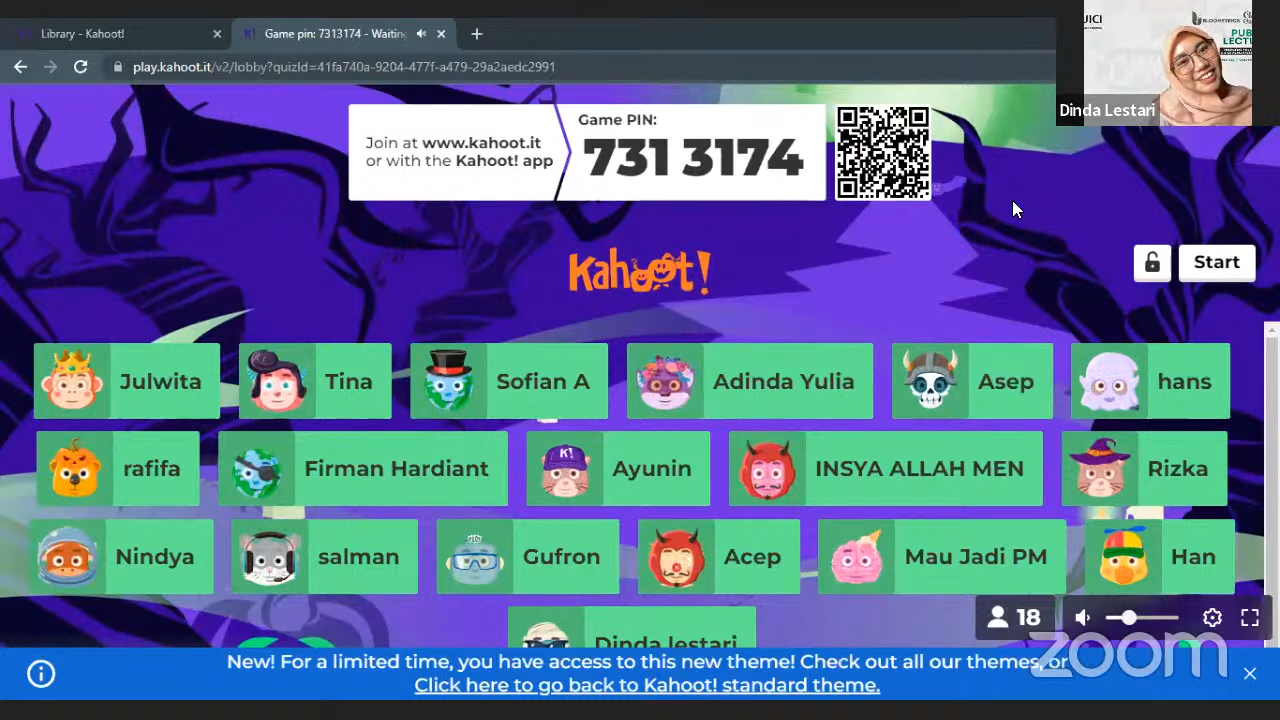 Library - Kahoot!
Game pin: 7313174 - Waiting
play.kahoot.it/v2/lobby?quizId=41fa740a-9204-477f-a479-29a2aedc2991
JICI
BLOOMETRICS
PUB
LECTU
Dinda Lestari
Join at www.kahoot.it
or with the Kahoot! app
Game PIN:
731 3174
Kahoot!
Start
Julwita
Tina
Sofian A
Adinda Yulia
Asep
hans
rafifa
Firman Hardiant
K!
Ayunin
INSYA ALLAH MEN
Rizka
Nindya
salman
Gufron
Acep
Mau Jadi PM
Han
Dinda lestari
18
zoom
New! For a limited time, you have access to this new theme! Check out all our themes, or
Click here to go back to Kahoot! standard theme.